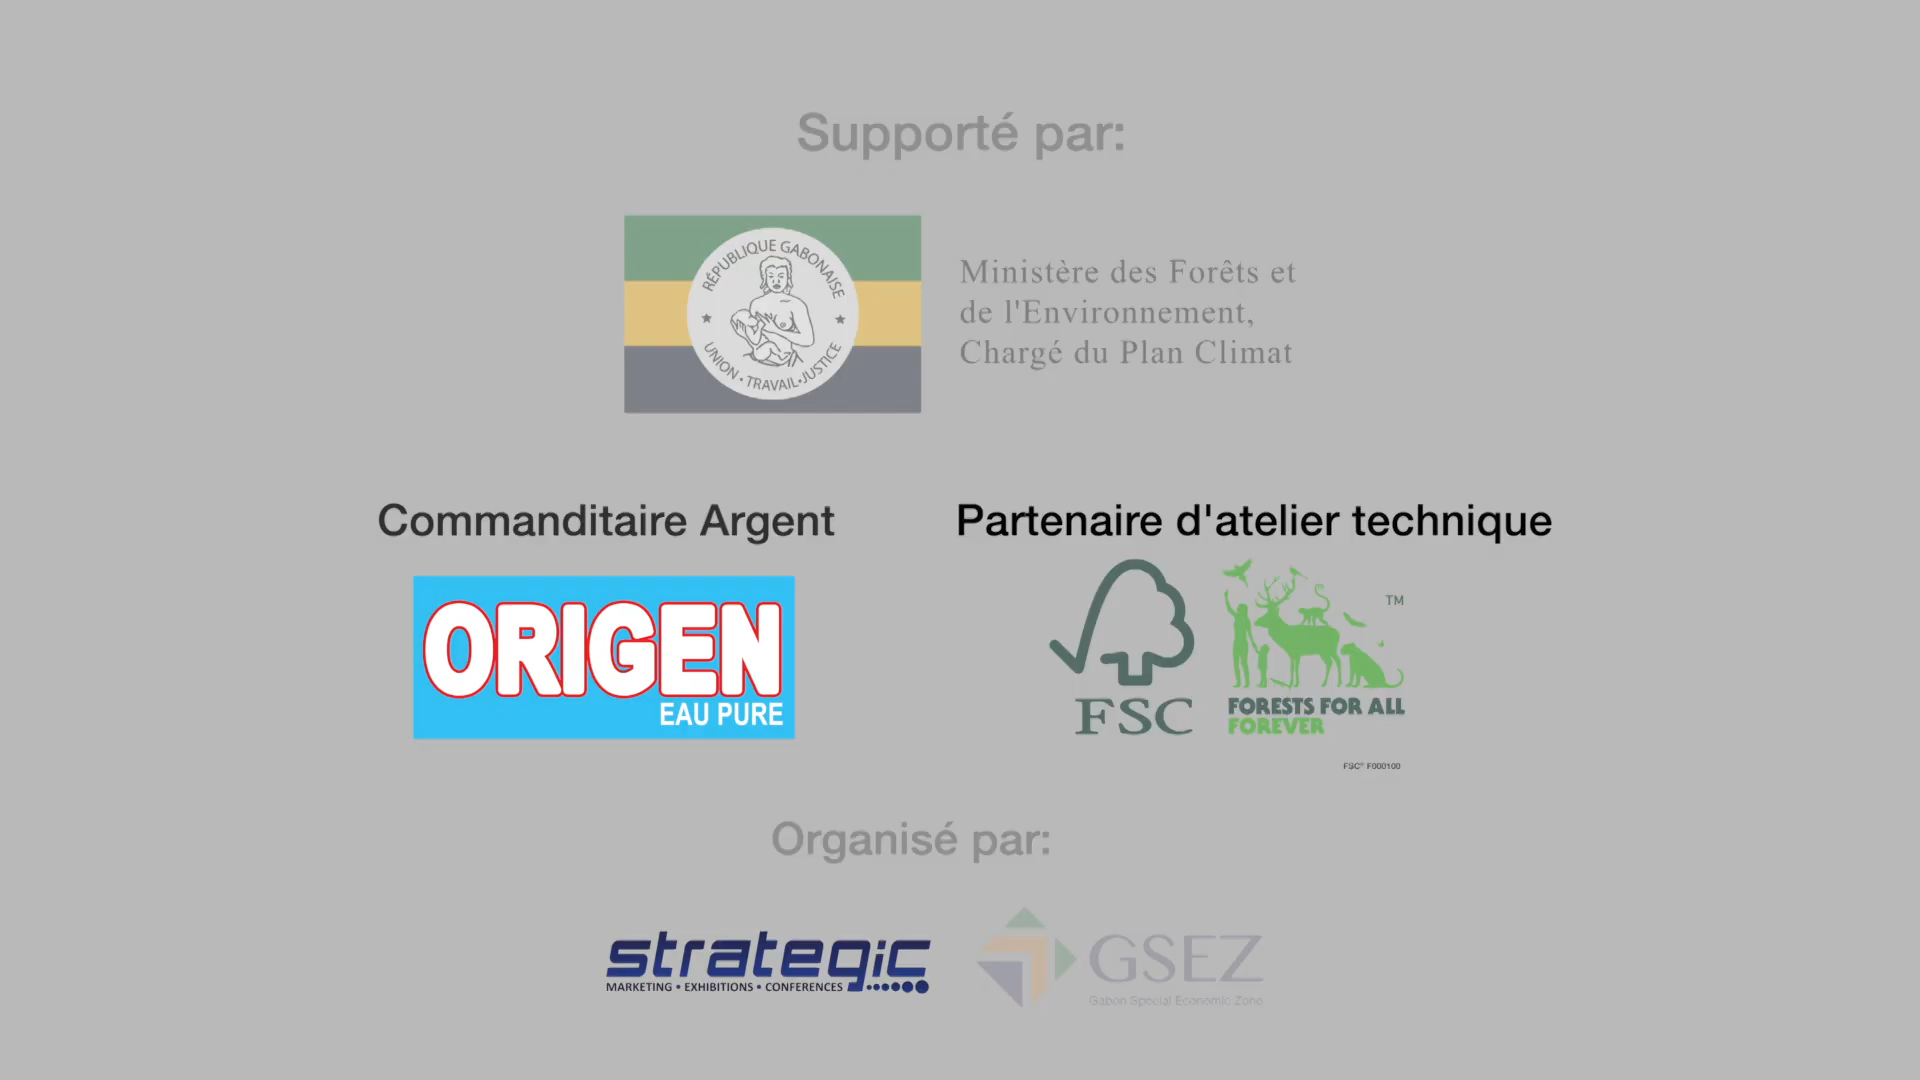 Supporté par:
RÉPUBLIQUE GABONAISE
UNION • TRAVAIL • JUSTICE
Ministère des Forêts et
de l'Environnement,
Chargé du Plan Climat
Commanditaire Argent
Partenaire d'atelier technique
ORIGEN
EAU PURE
FSC
TM
FORESTS FOR ALL
FOREVER
FSC® F000100
Organisé par:
strategic
MARKETING • EXHIBITIONS • CONFERENCES
GSEZ
Gabon Special Economic Zone